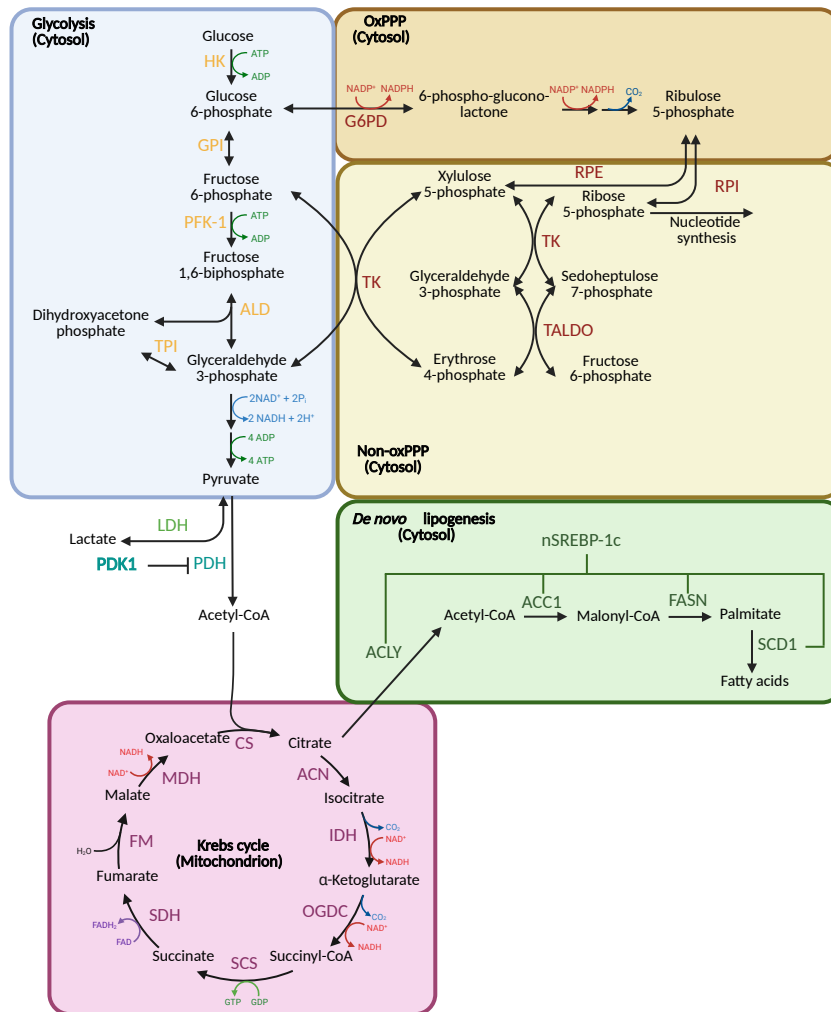 Glycolysis
(Cytosol)
Glucose
HK
ATP
ADP
Glucose
6-phosphate
GPI
Fructose
6-phosphate
PFK-1
ATP
ADP
Fructose
1,6-biphosphate
ALD
Dihydroxyacetone
phosphate
TPI
Glyceraldehyde
3-phosphate
2NAD⁺ + 2Pᵢ
2 NADH + 2H⁺
4 ADP
4 ATP
Pyruvate
OxPPP
(Cytosol)
NADP⁺ NADPH
G6PD
6-phospho-glucono-
lactone
NADP⁺ NADPH
CO₂
Ribulose
5-phosphate
Xylulose
5-phosphate
RPE
RPI
Ribose
5-phosphate
Nucleotide
synthesis
TK
TK
Glyceraldehyde
3-phosphate
Sedoheptulose
7-phosphate
TALDO
Erythrose
4-phosphate
Fructose
6-phosphate
Non-oxPPP
(Cytosol)
LDH
Lactate
PDK1
PDH
Acetyl-CoA
De novo lipogenesis
(Cytosol)
nSREBP-1c
ACLY
Acetyl-CoA
ACC1
Malonyl-CoA
FASN
Palmitate
SCD1
Fatty acids
Krebs cycle
(Mitochondrion)
Oxaloacetate
CS
Citrate
ACN
Isocitrate
IDH
CO₂
NAD⁺
NADH
α-Ketoglutarate
OGDC
CO₂
NAD⁺
NADH
Succinyl-CoA
SCS
GTP
GDP
Succinate
SDH
FADH₂
FAD
Fumarate
FM
H₂O
Malate
MDH
NADH
NAD⁺